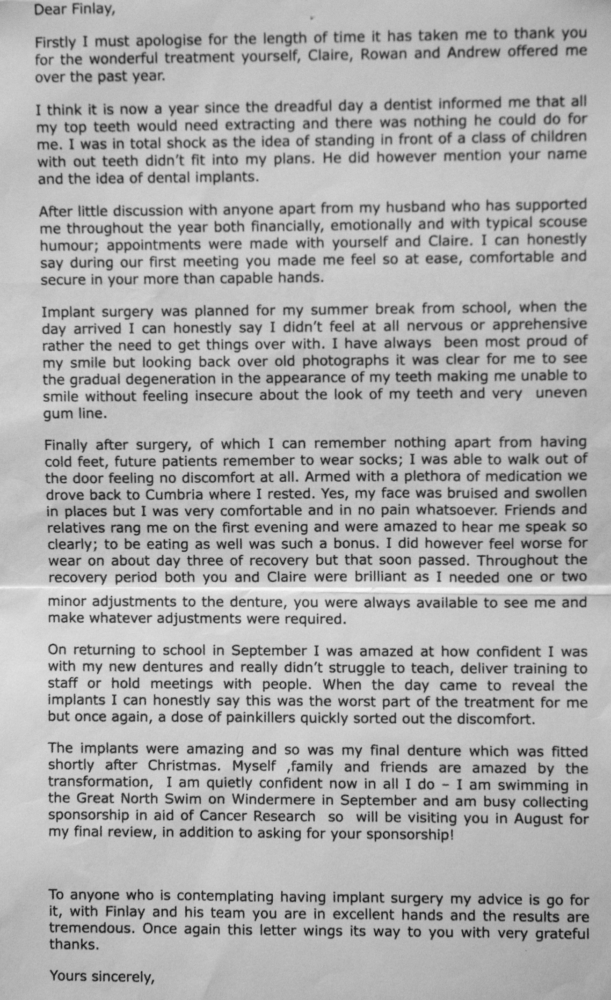 Dear Finlay,
Firstly I must apologise for the length of time it has taken me to thank you
for the wonderful treatment yourself, Claire, Rowan and Andrew offered me
over the past year.
I think it is now a year since the dreadful day a dentist informed me that all
my top teeth would need extracting and there was nothing he could do for
me. I was in total shock as the idea of standing in front of a class of children
with out teeth didn't fit into my plans. He did however mention your name
and the idea of dental implants.
After little discussion with anyone apart from my husband who has supported
me throughout the year both financially, emotionally and with typical scouse
humour; appointments were made with yourself and Claire. I can honestly
say during our first meeting you made me feel so at ease, comfortable and
secure in your more than capable hands.
Implant surgery was planned for my summer break from school, when the
day arrived I can honestly say I didn't feel at all nervous or apprehensive
rather the need to get things over with. I have always  been most proud of
my smile but looking back over old photographs it was clear for me to see
the gradual degeneration in the appearance of my teeth making me unable to
smile without feeling insecure about the look of my teeth and very  uneven
gum line.
Finally after surgery, of which I can remember nothing apart from having
cold feet, future patients remember to wear socks; I was able to walk out of
the door feeling no discomfort at all. Armed with a plethora of medication we
drove back to Cumbria where I rested. Yes, my face was bruised and swollen
in places but I was very comfortable and in no pain whatsoever. Friends and
relatives rang me on the first evening and were amazed to hear me speak so
clearly; to be eating as well was such a bonus. I did however feel worse for
wear on about day three of recovery but that soon passed. Throughout the
recovery period both you and Claire were brilliant as I needed one or two
minor adjustments to the denture, you were always available to see me and
make whatever adjustments were required.
On returning to school in September I was amazed at how confident I was
with my new dentures and really didn't struggle to teach, deliver training to
staff or hold meetings with people. When the day came to reveal the
implants I can honestly say this was the worst part of the treatment for me
but once again, a dose of painkillers quickly sorted out the discomfort.
The implants were amazing and so was my final denture which was fitted
shortly after Christmas. Myself ,family and friends are amazed by the
transformation,  I am quietly confident now in all I do – I am swimming in
the Great North Swim on Windermere in September and am busy collecting
sponsorship in aid of Cancer Research  so  will be visiting you in August for
my final review, in addition to asking for your sponsorship!
To anyone who is contemplating having implant surgery my advice is go for
it, with Finlay and his team you are in excellent hands and the results are
tremendous. Once again this letter wings its way to you with very grateful
thanks.
Yours sincerely,